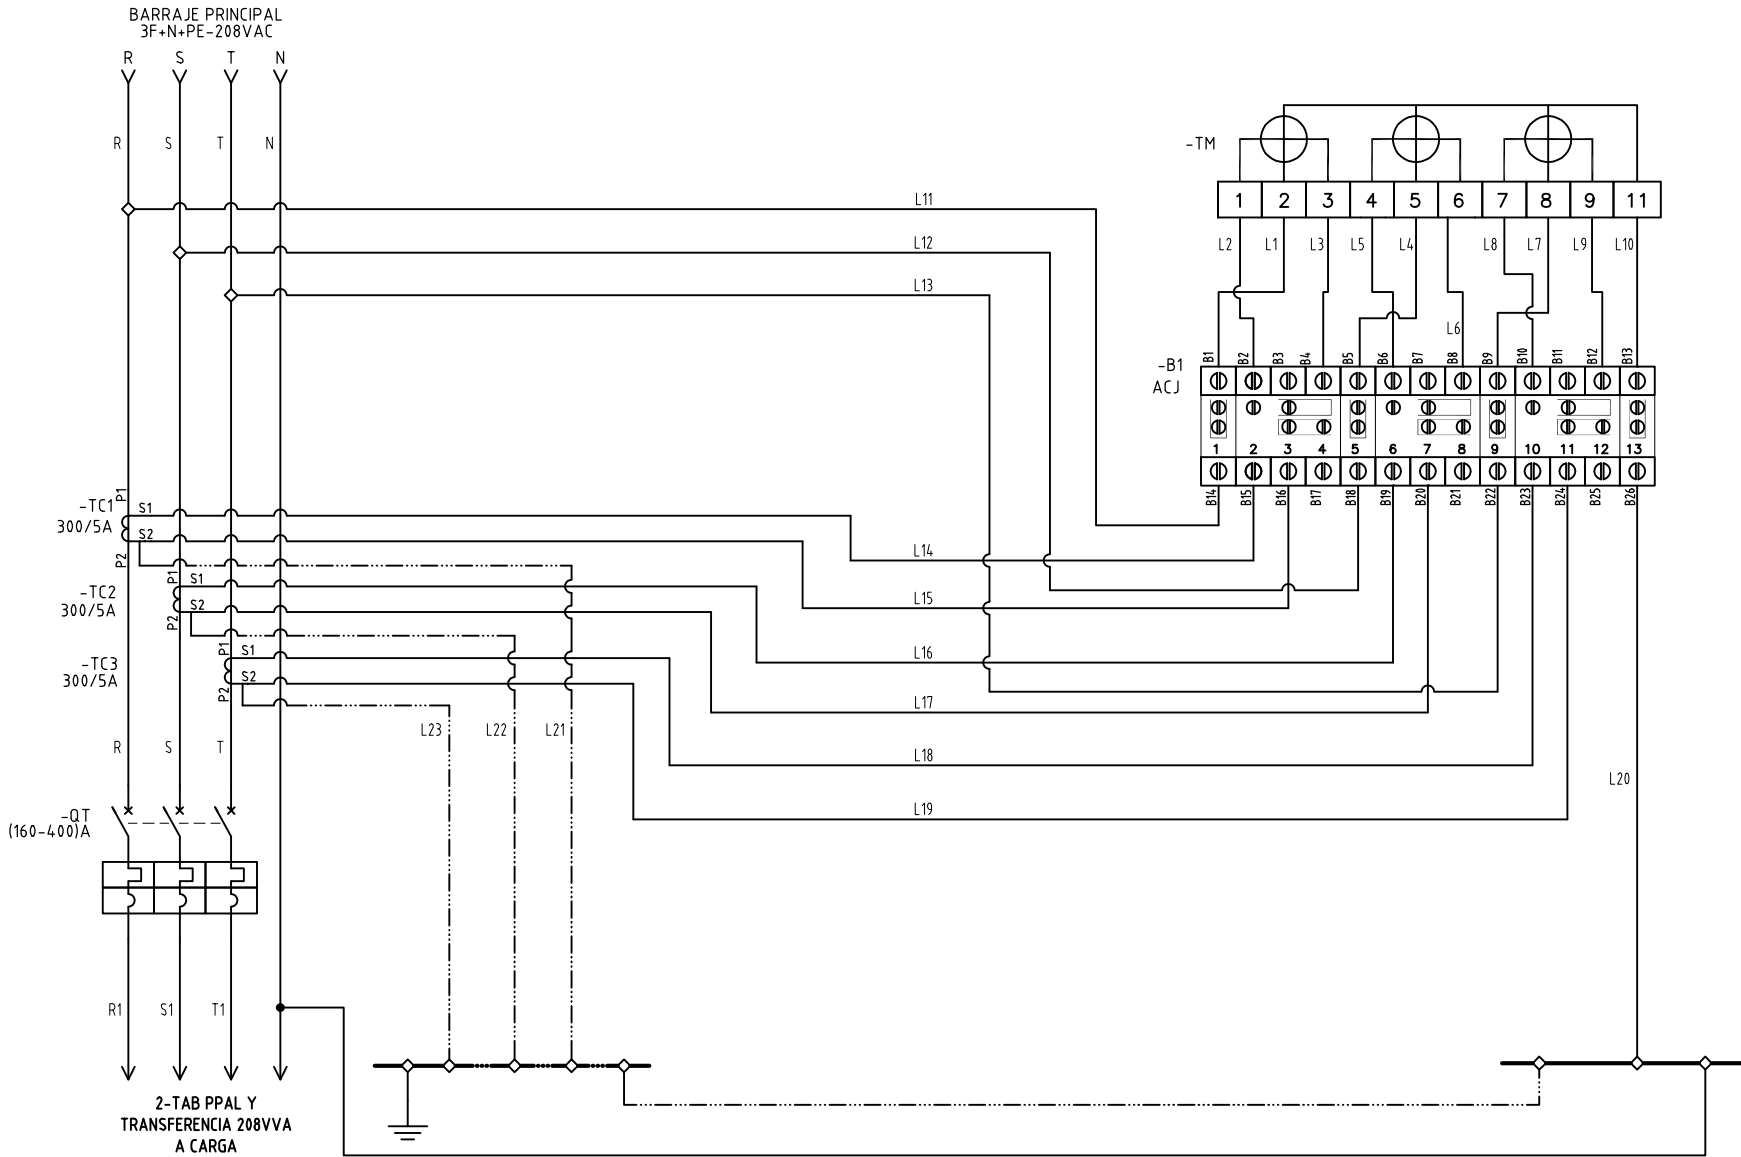 BARRAJE PRINCIPAL
3F+N+PE-208VAC
R S T N
R S T N
-TM
1 2 3 4 5 6 7 8 9 11
L11
L12
L13
L2 L1 L3 L5 L4 L8 L7 L9 L10
L6
-B1
ACJ
B1 B2 B3 B4 B5 B6 B7 B8 B9 B10 B11 B12 B13
1 2 3 4 5 6 7 8 9 10 11 12 13
B14 B15 B16 B17 B18 B19 B20 B21 B22 B23 B24 B25 B26
-TC1
300/5A
P1
S1
S2
P2
L14
-TC2
300/5A
P1
S1
S2
P2
L15
-TC3
300/5A
P1
S1
S2
P2
L16
L17
L23 L22 L21
R S T
L18
L20
L19
-QT
(160-400)A
R1 S1 T1
2-TAB PPAL Y
TRANSFERENCIA 208VVA
A CARGA